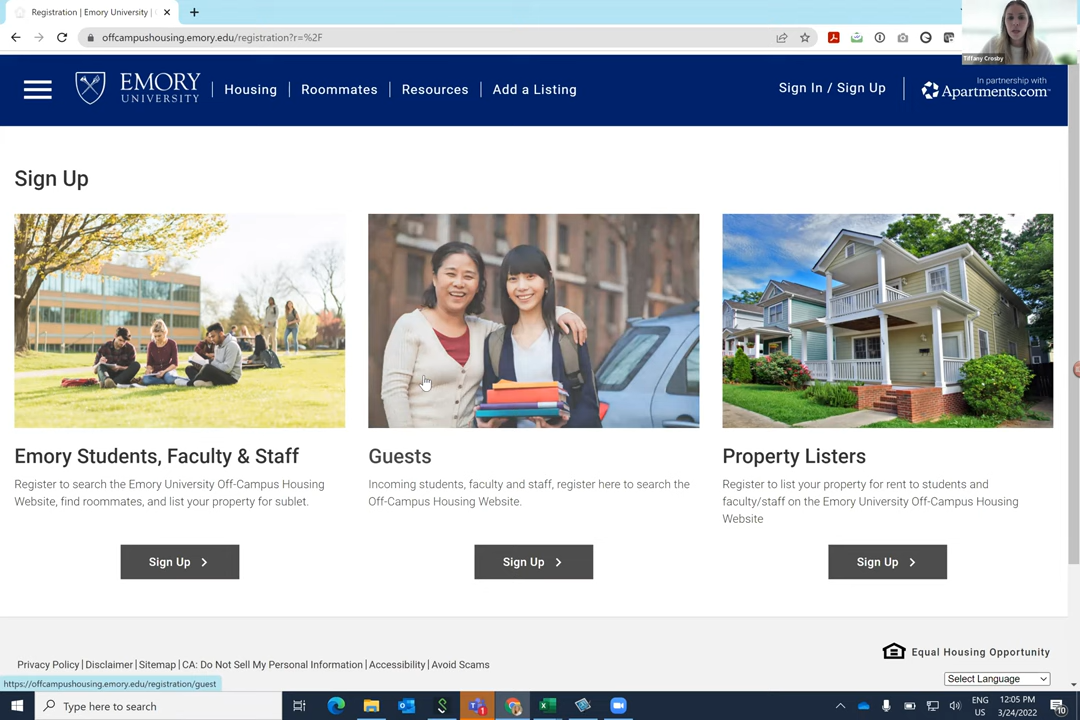 Registration | Emory University |
offcampushousing.emory.edu/registration?r=%2F
Tiffany Crosby
EMORY
UNIVERSITY
Housing
Roommates
Resources
Add a Listing
Sign In / Sign Up
In partnership with
Apartments.com
Sign Up
Emory Students, Faculty & Staff
Register to search the Emory University Off-Campus Housing
Website, find roommates, and list your property for sublet.
Sign Up
Guests
Incoming students, faculty and staff, register here to search the
Off-Campus Housing Website.
Sign Up
Property Listers
Register to list your property for rent to students and
faculty/staff on the Emory University Off-Campus Housing
Website
Sign Up
Privacy Policy | Disclaimer | Sitemap | CA: Do Not Sell My Personal Information | Accessibility | Avoid Scams
Equal Housing Opportunity
Select Language
https://offcampushousing.emory.edu/registration/guest
Type here to search
1
ENG
US
12:05 PM
3/24/2022
10